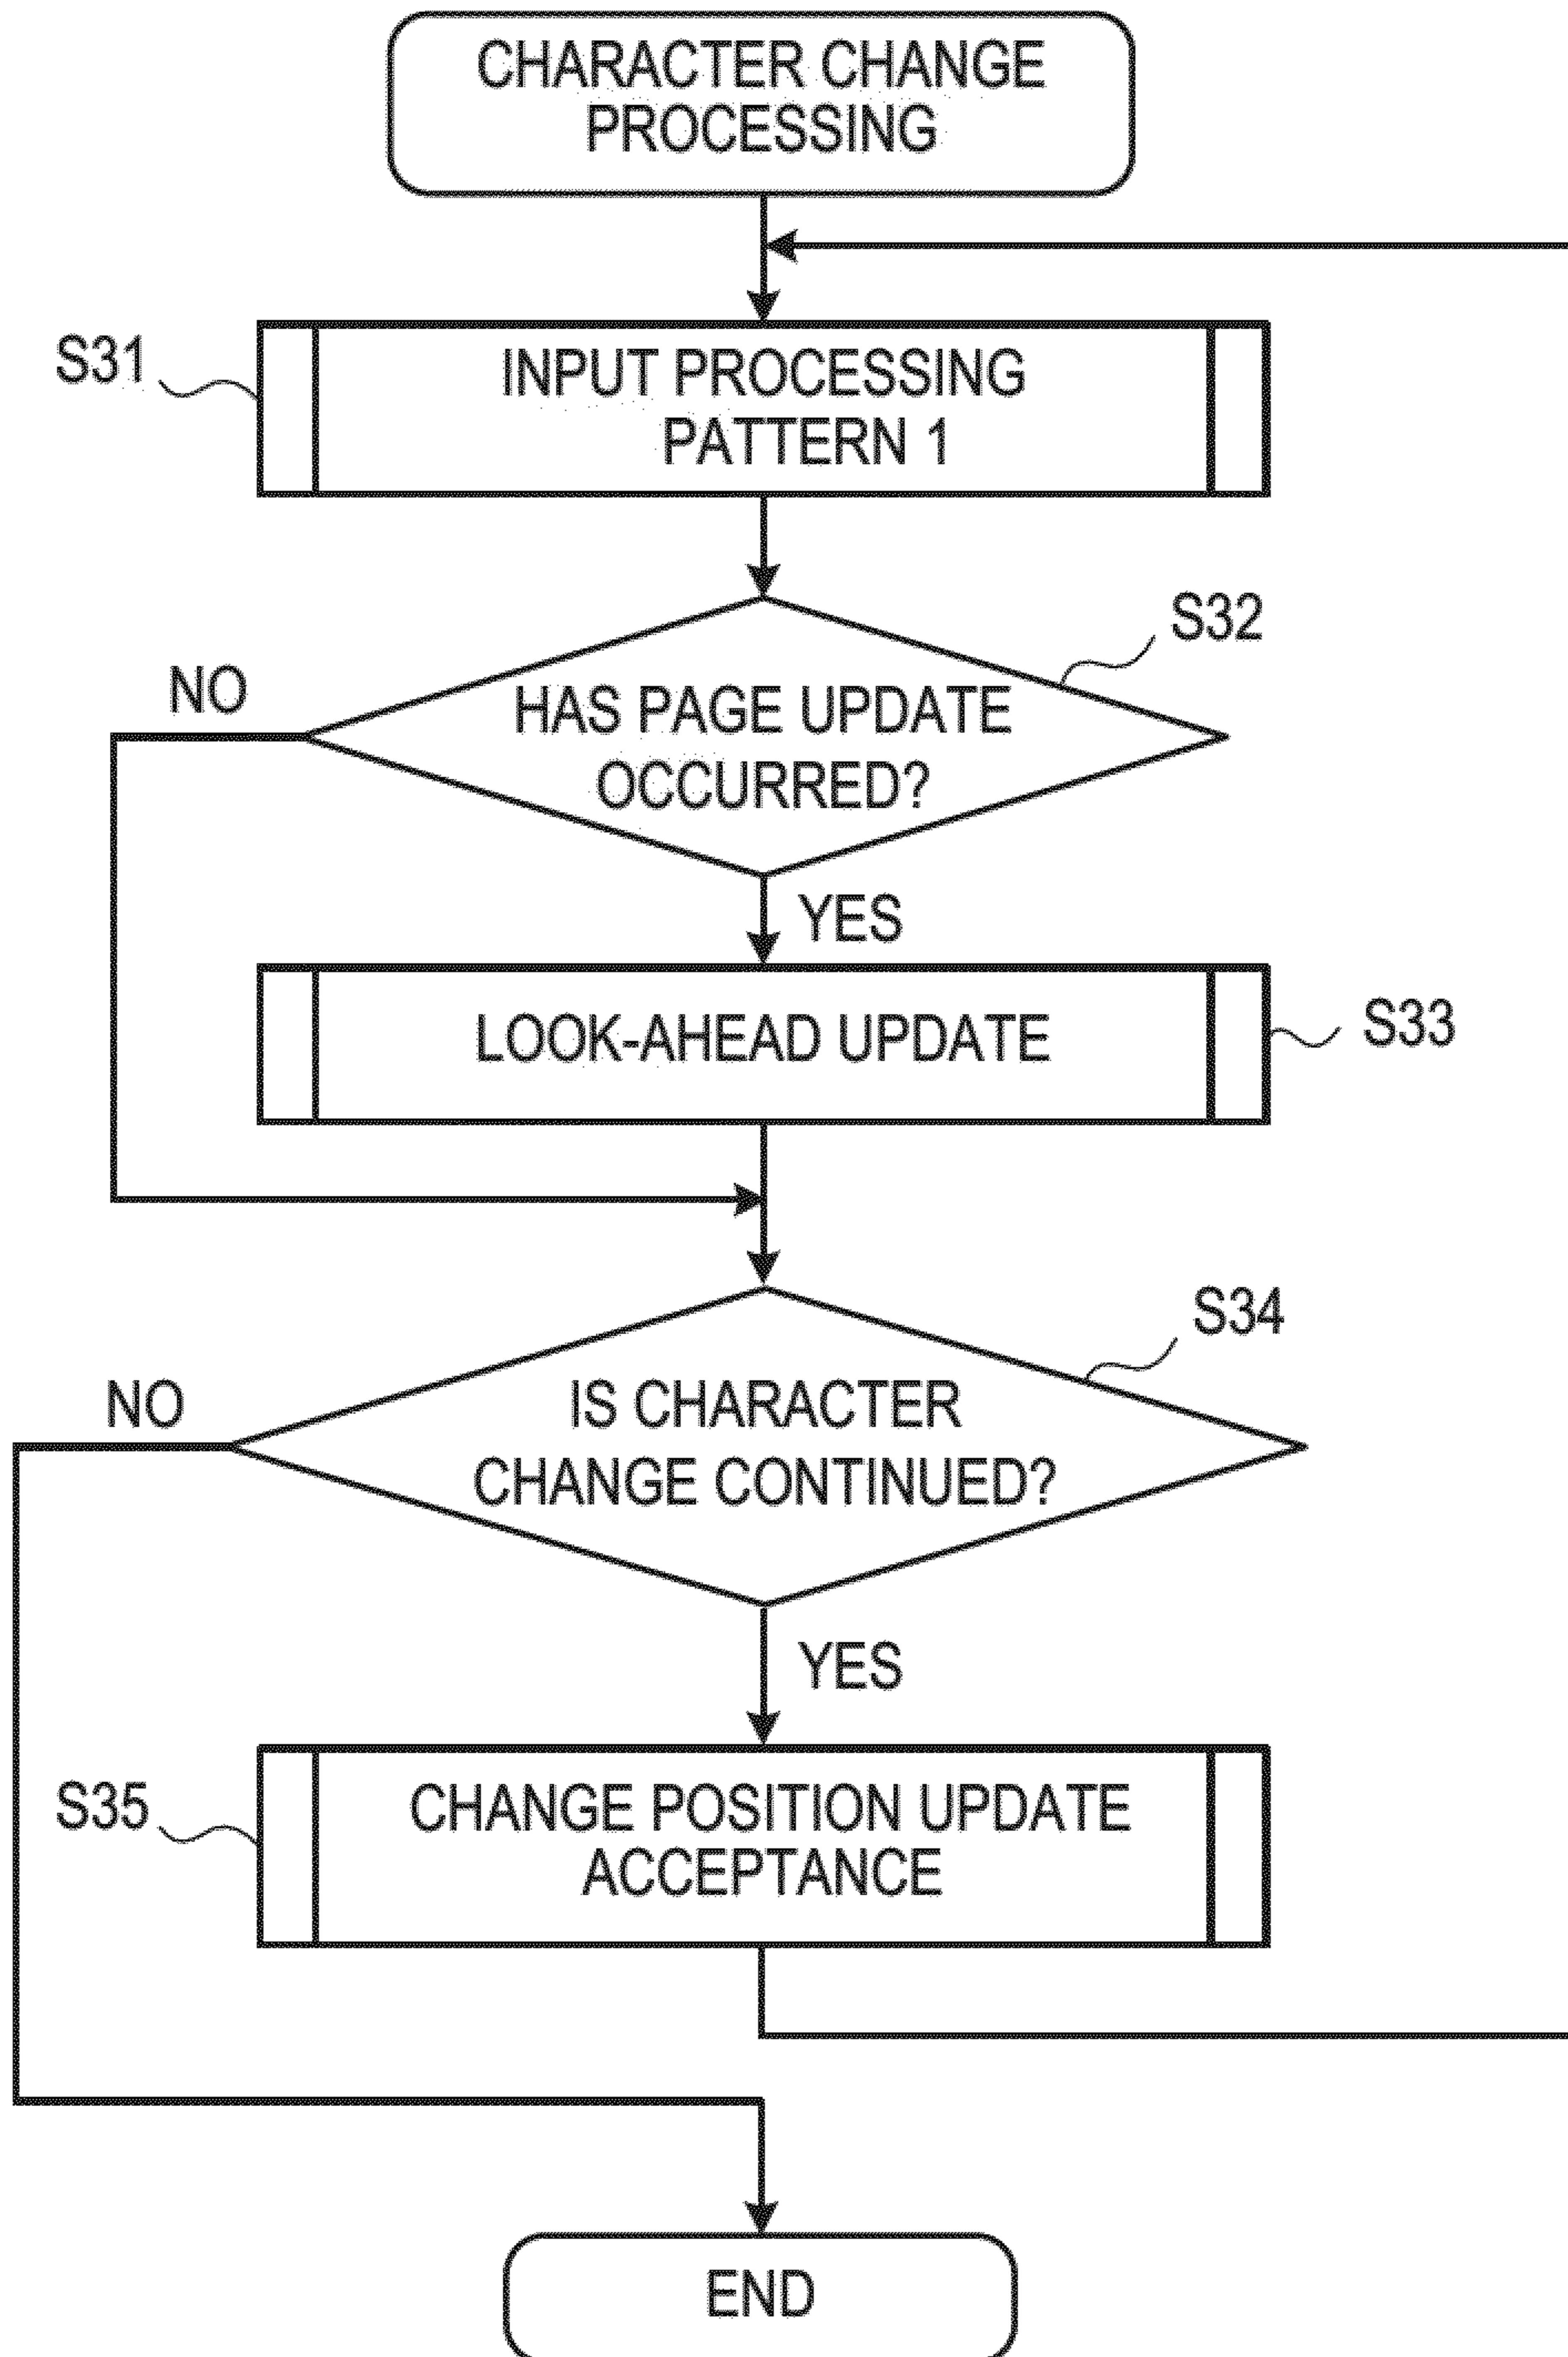 CHARACTER CHANGE
PROCESSING
S31
INPUT PROCESSING
PATTERN 1
S32
NO
HAS PAGE UPDATE
OCCURRED?
YES
LOOK-AHEAD UPDATE
S33
S34
NO
IS CHARACTER
CHANGE CONTINUED?
YES
S35
CHANGE POSITION UPDATE
ACCEPTANCE
END